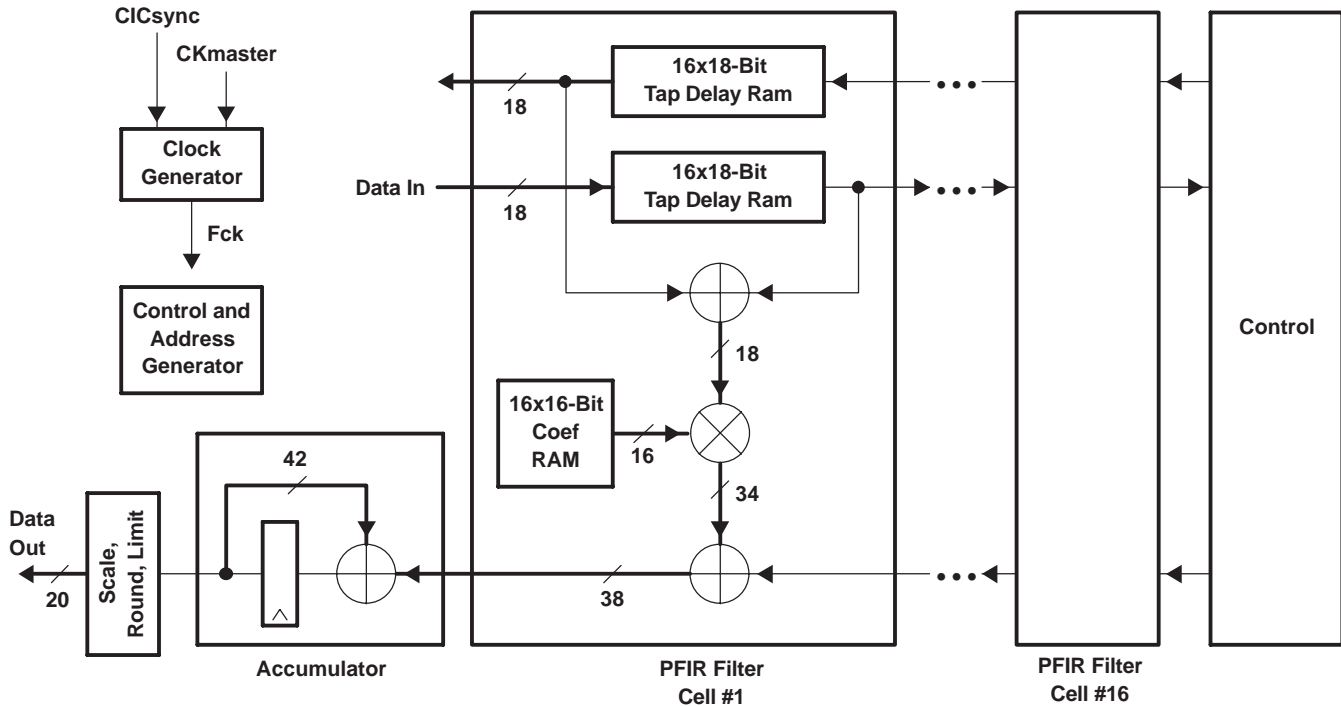 CICsync
CKmaster
Clock
Generator
Fck
Control and
Address
Generator
16x18-Bit
Tap Delay Ram
18
•••
Data In
18
16x18-Bit
Tap Delay Ram
•••
Control
18
16x16-Bit
Coef
RAM
16
34
42
Data
Out
20
Scale,
Round, Limit
38
•••
Accumulator
PFIR Filter
Cell #1
PFIR Filter
Cell #16